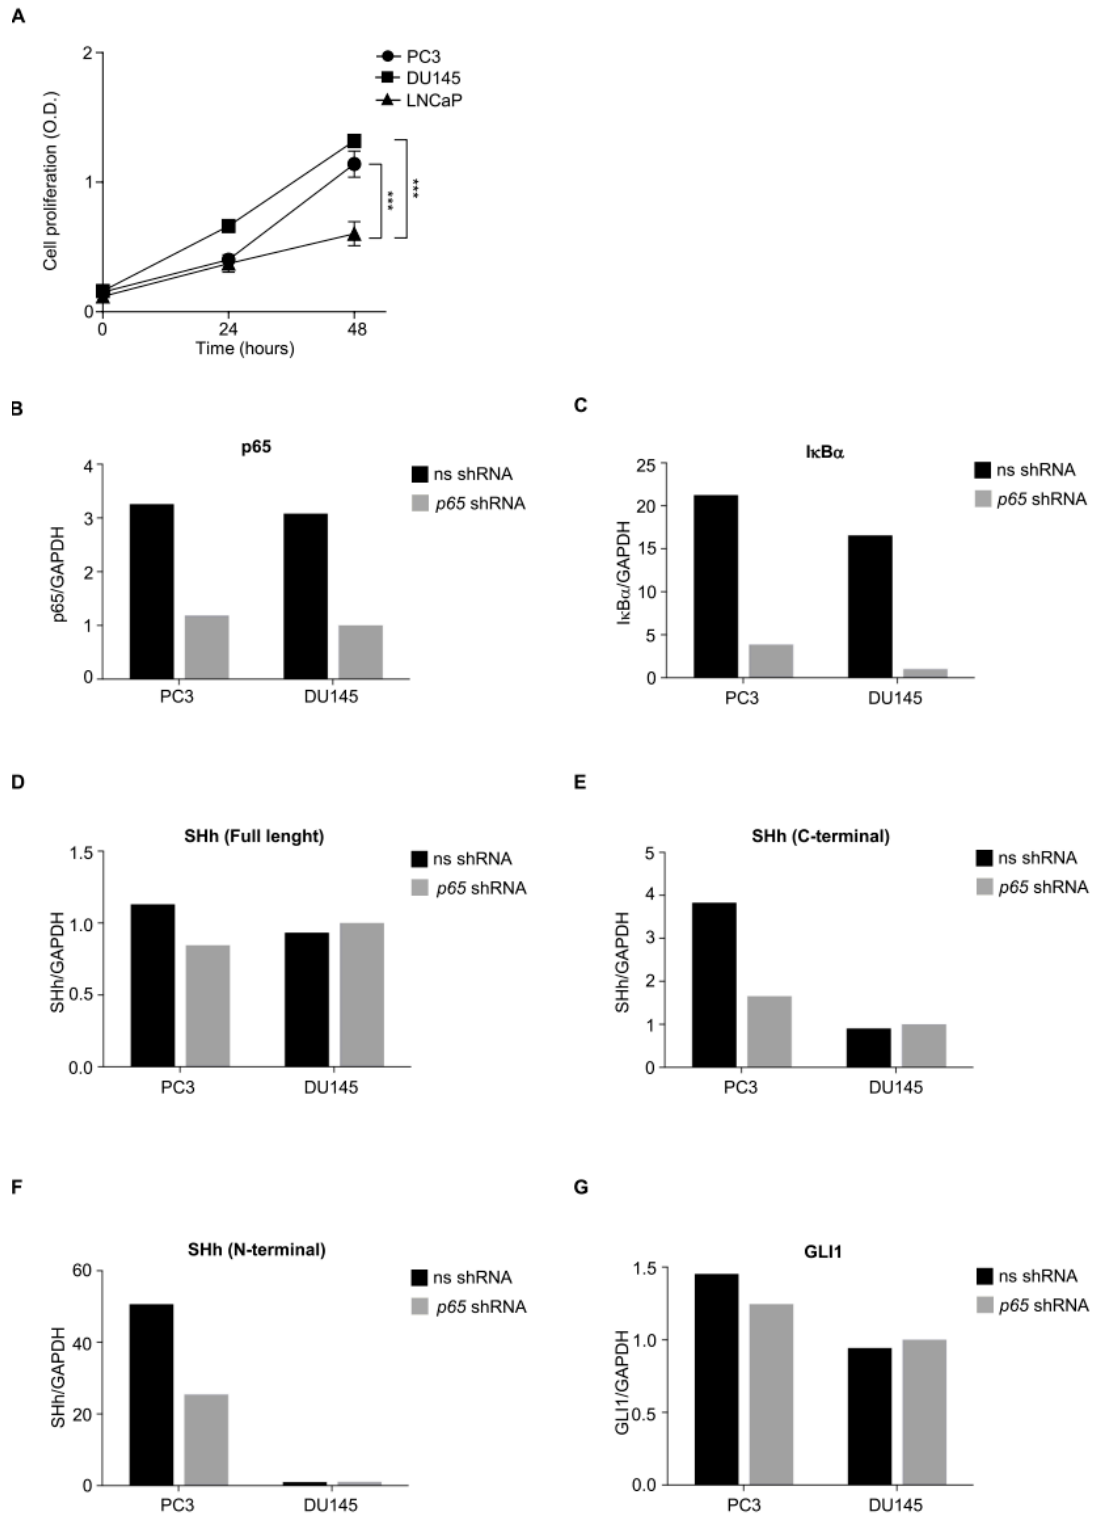 A
2
1
0
Cell proliferation (O.D.)
PC3
DU145
LNCaP
***
***
0 24 48
Time (hours)
B
p65
4
3
2
1
0
p65/GAPDH
ns shRNA
p65 shRNA
PC3 DU145
C
IκBα
25
20
15
10
5
0
IκBα/GAPDH
ns shRNA
p65 shRNA
PC3 DU145
D
SHh (Full lenght)
1.5
1.0
0.5
0.0
SHh/GAPDH
ns shRNA
p65 shRNA
PC3 DU145
E
SHh (C-terminal)
5
4
3
2
1
0
SHh/GAPDH
ns shRNA
p65 shRNA
PC3 DU145
F
SHh (N-terminal)
60
40
20
0
SHh/GAPDH
ns shRNA
p65 shRNA
PC3 DU145
G
GLI1
1.5
1.0
0.5
0.0
GLI1/GAPDH
ns shRNA
p65 shRNA
PC3 DU145